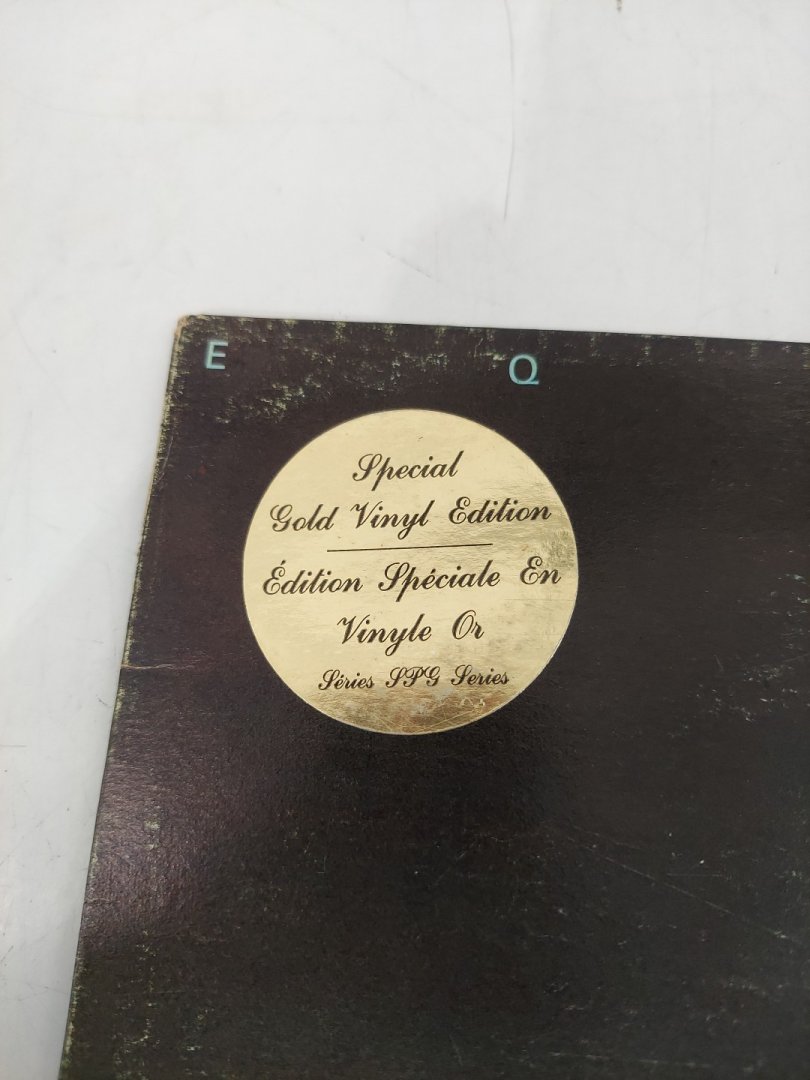 E Q
Special
Gold Vinyl Edition
Édition Spéciale En
Vinyle Or
Séries SPG Series